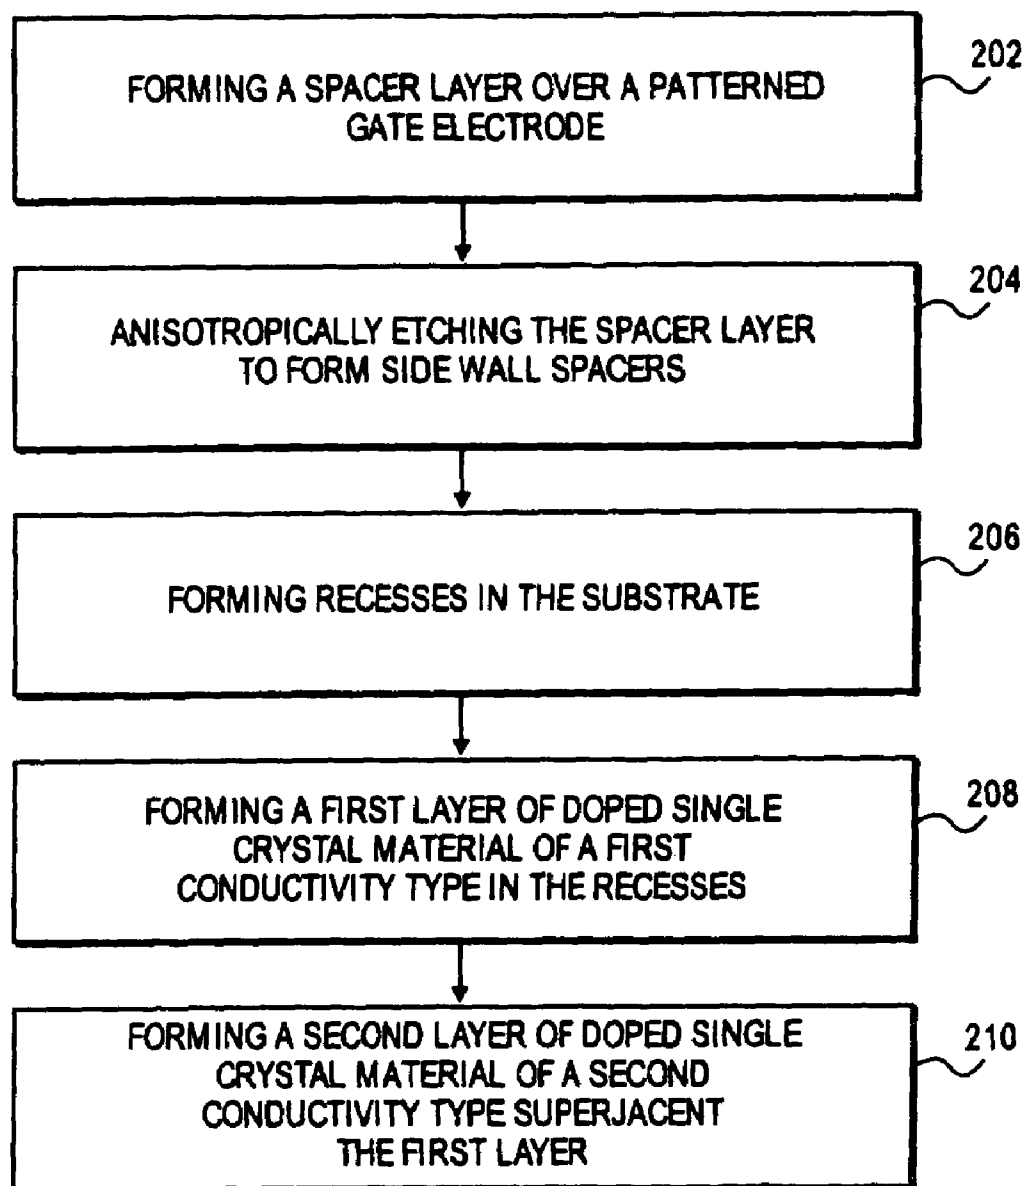 202
FORMING A SPACER LAYER OVER A PATTERNED
GATE ELECTRODE
204
ANISOTROPICALLY ETCHING THE SPACER LAYER
TO FORM SIDE WALL SPACERS
206
FORMING RECESSES IN THE SUBSTRATE
208
FORMING A FIRST LAYER OF DOPED SINGLE
CRYSTAL MATERIAL OF A FIRST
CONDUCTIVITY TYPE IN THE RECESSES
210
FORMING A SECOND LAYER OF DOPED SINGLE
CRYSTAL MATERIAL OF A SECOND
CONDUCTIVITY TYPE SUPERJACENT
THE FIRST LAYER